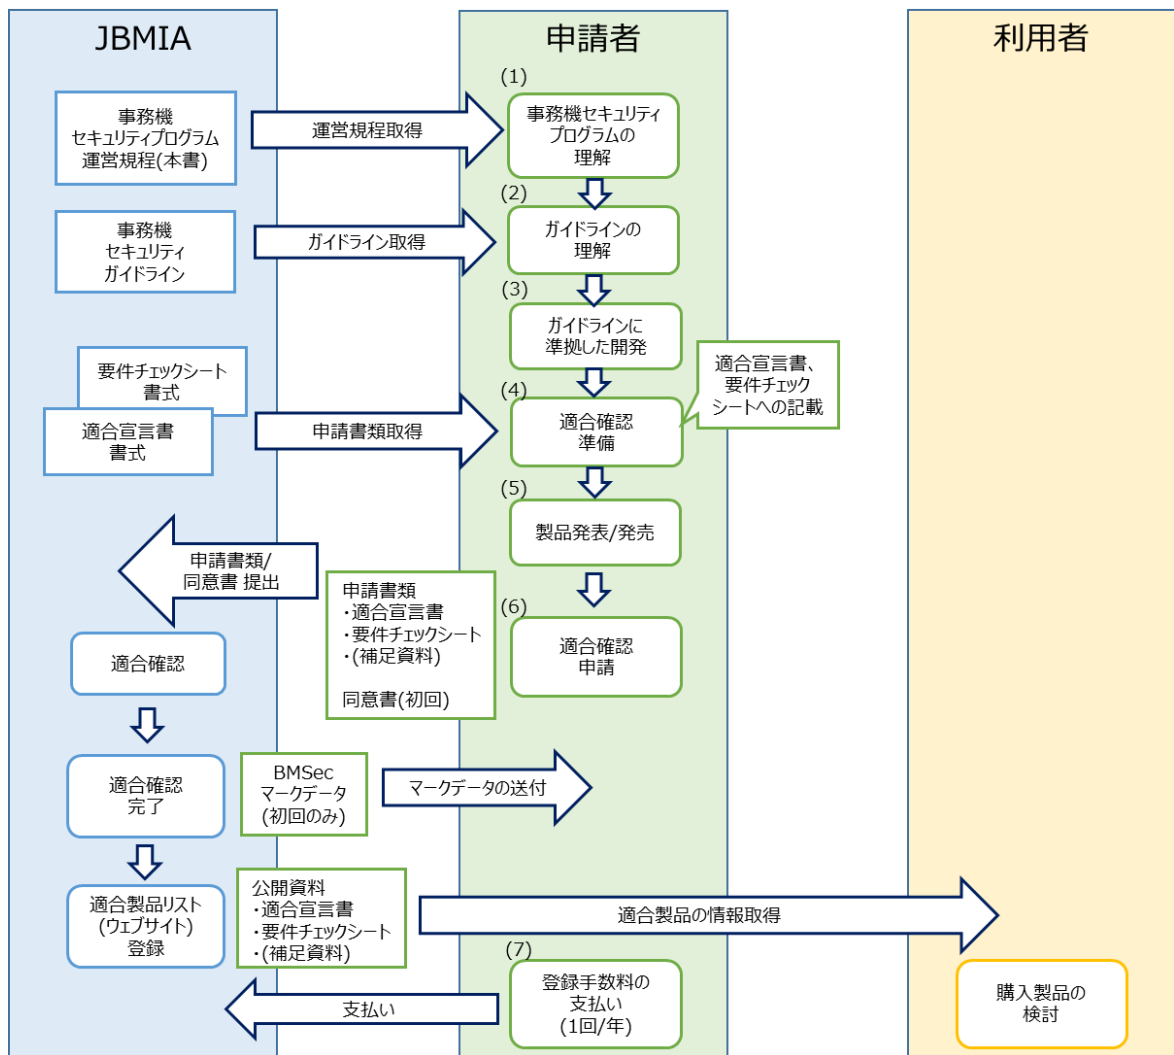 JBMIA
申請者
利用者
事務機
セキュリティプログラム
運営規程(本書)
運営規程取得
(1)
事務機セキュリティ
プログラムの
理解
事務機
セキュリティ
ガイドライン
ガイドライン取得
(2)
ガイドラインの
理解
(3)
ガイドラインに
準拠した開発
要件チェックシート
書式
適合宣言書
書式
申請書類取得
(4)
適合確認
準備
適合宣言書、
要件チェック
シートへの記載
(5)
製品発表/発売
申請書類/
同意書 提出
申請書類
・適合宣言書
・要件チェックシート
・(補足資料)
同意書(初回)
(6)
適合確認
申請
適合確認
適合確認
完了
BMSec
マークデータ
(初回のみ)
マークデータの送付
適合製品リスト
(ウェブサイト)
登録
公開資料
・適合宣言書
・要件チェックシート
・(補足資料)
適合製品の情報取得
(7)
登録手数料の
支払い
(1回/年)
支払い
購入製品の
検討